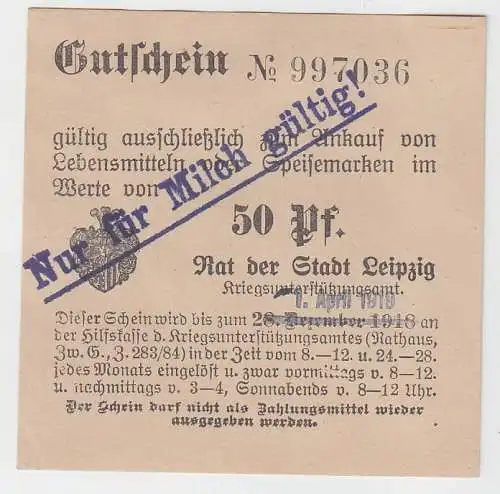 Gutschein № 997036
gültig ausschließlich zum Ankauf von
Lebensmitteln oder Speisemarken im
Werte von
Nur für Milch gültig!
50 Pf.
Rat der Stadt Leipzig
Kriegsunterstützungsamt.
1. April 1919
Dieser Schein wird bis zum 28. Dezember 1918 an
der Hilfskasse d. Kriegsunterstützungsamtes (Rathaus,
Zw. G., Z. 283/84) in der Zeit vom 8.–12. u. 24.–28.
jedes Monats eingelöst u. zwar vormittags v. 8–12.
u. nachmittags v. 3–4, Sonnabends v. 8–12 Uhr.
Der Schein darf nicht als Zahlungsmittel wieder
ausgegeben werden.